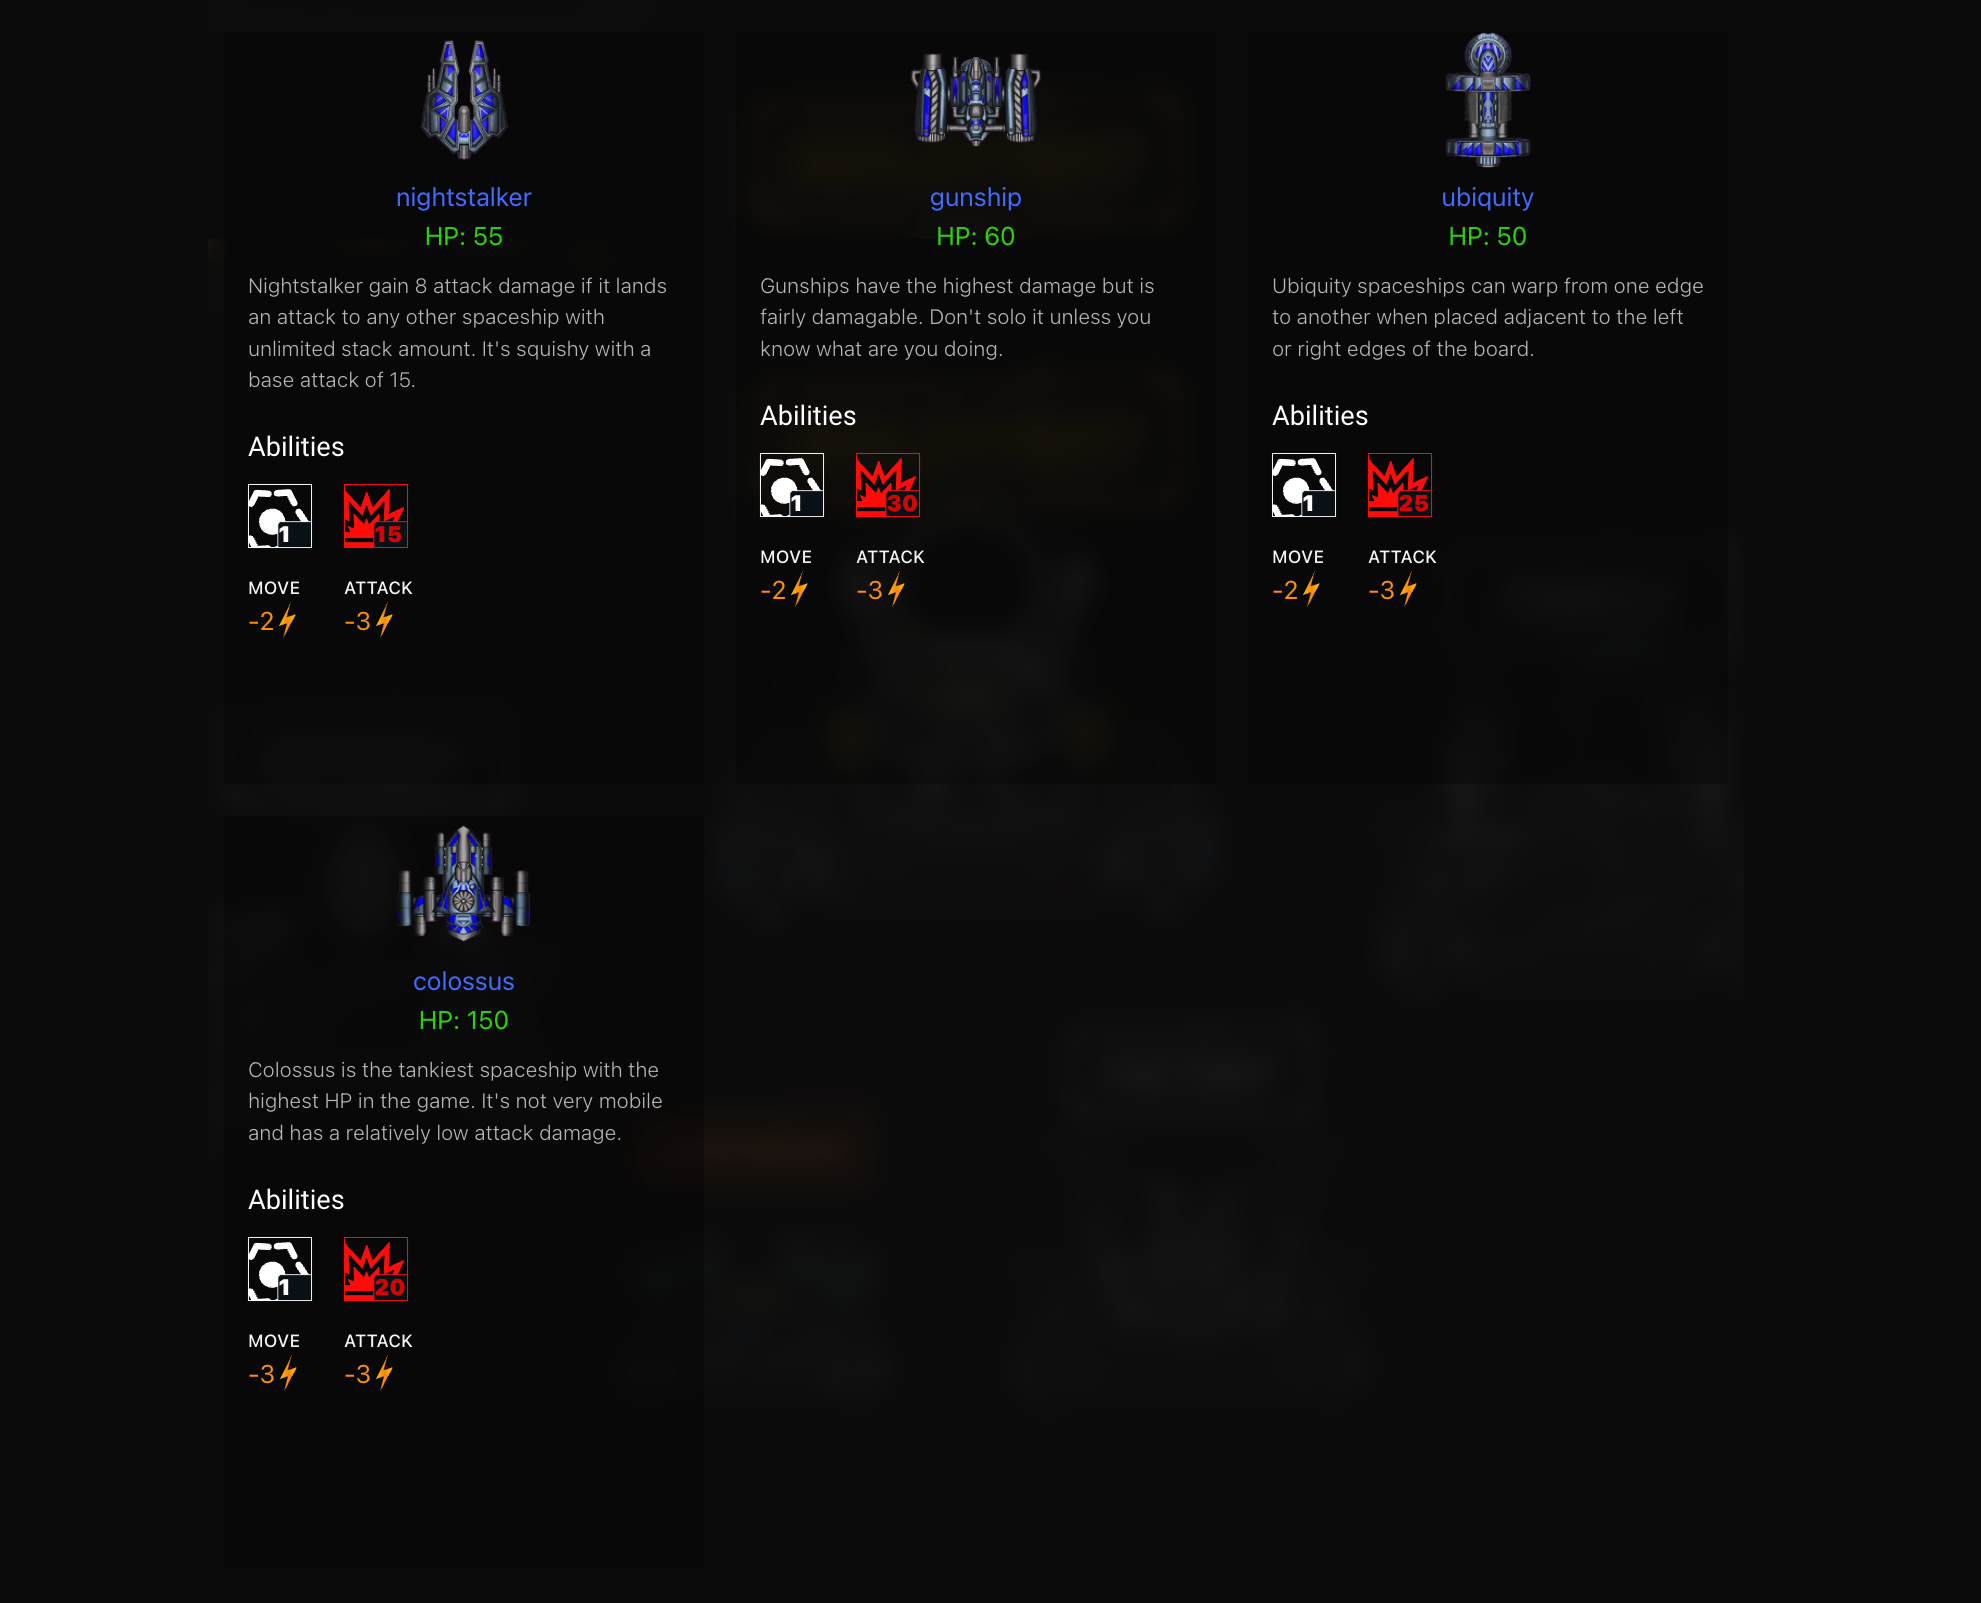 nightstalker
HP: 55
Nightstalker gain 8 attack damage if it lands
an attack to any other spaceship with
unlimited stack amount. It's squishy with a
base attack of 15.
Abilities
1
15
MOVE
ATTACK
-2
-3
gunship
HP: 60
Gunships have the highest damage but is
fairly damagable. Don't solo it unless you
know what are you doing.
Abilities
1
30
MOVE
ATTACK
-2
-3
ubiquity
HP: 50
Ubiquity spaceships can warp from one edge
to another when placed adjacent to the left
or right edges of the board.
Abilities
1
25
MOVE
ATTACK
-2
-3
colossus
HP: 150
Colossus is the tankiest spaceship with the
highest HP in the game. It's not very mobile
and has a relatively low attack damage.
Abilities
1
20
MOVE
ATTACK
-3
-3